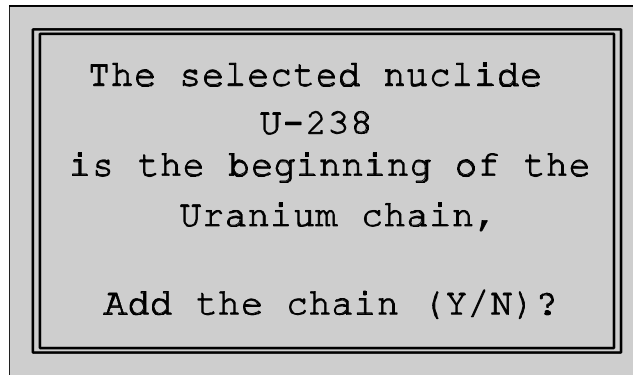 The selected nuclide
U-238
is the beginning of the
Uranium chain,
Add the chain (Y/N)?